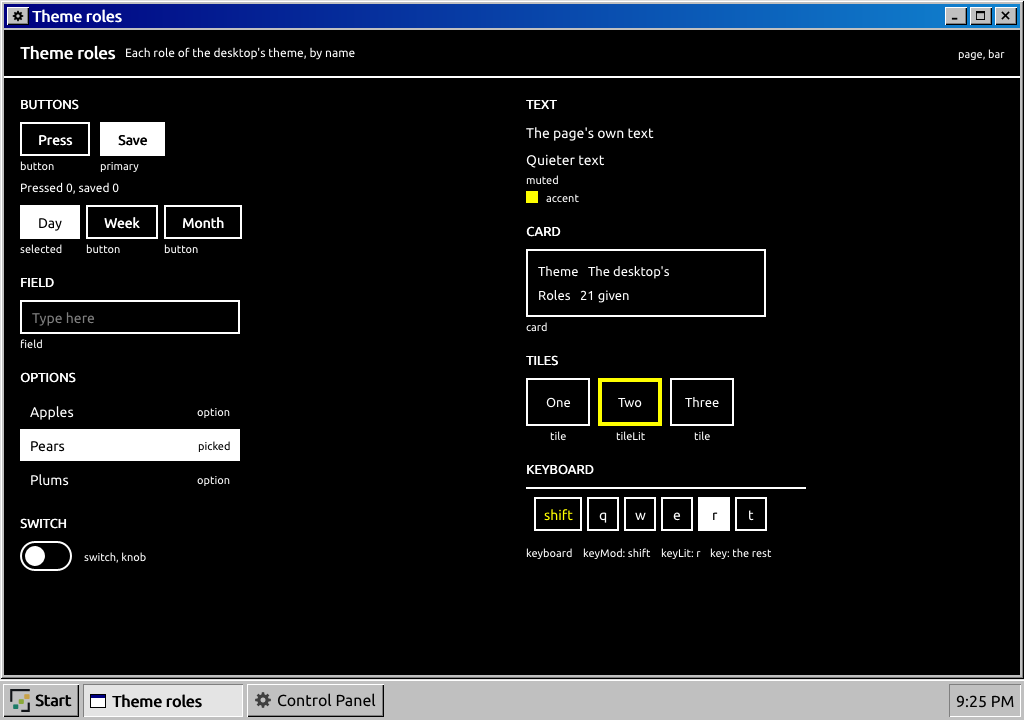 Theme roles
Theme roles Each role of the desktop's theme, by name page, bar
BUTTONS
Press Save
button primary
Pressed 0, saved 0
Day Week Month
selected button button
FIELD
Type here
field
OPTIONS
Apples option
Pears picked
Plums option
SWITCH
switch, knob
TEXT
The page's own text
Quieter text
muted
accent
CARD
Theme The desktop's
Roles 21 given
card
TILES
One Two Three
tile tileLit tile
KEYBOARD
shift q w e r t
keyboard keyMod: shift keyLit: r key: the rest
Start Theme roles Control Panel 9:25 PM